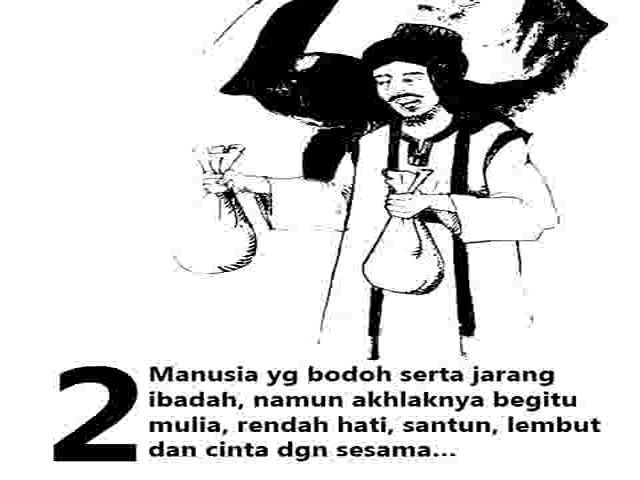 2
Manusia yg bodoh serta jarang
ibadah, namun akhlaknya begitu
mulia, rendah hati, santun, lembut
dan cinta dgn sesama...